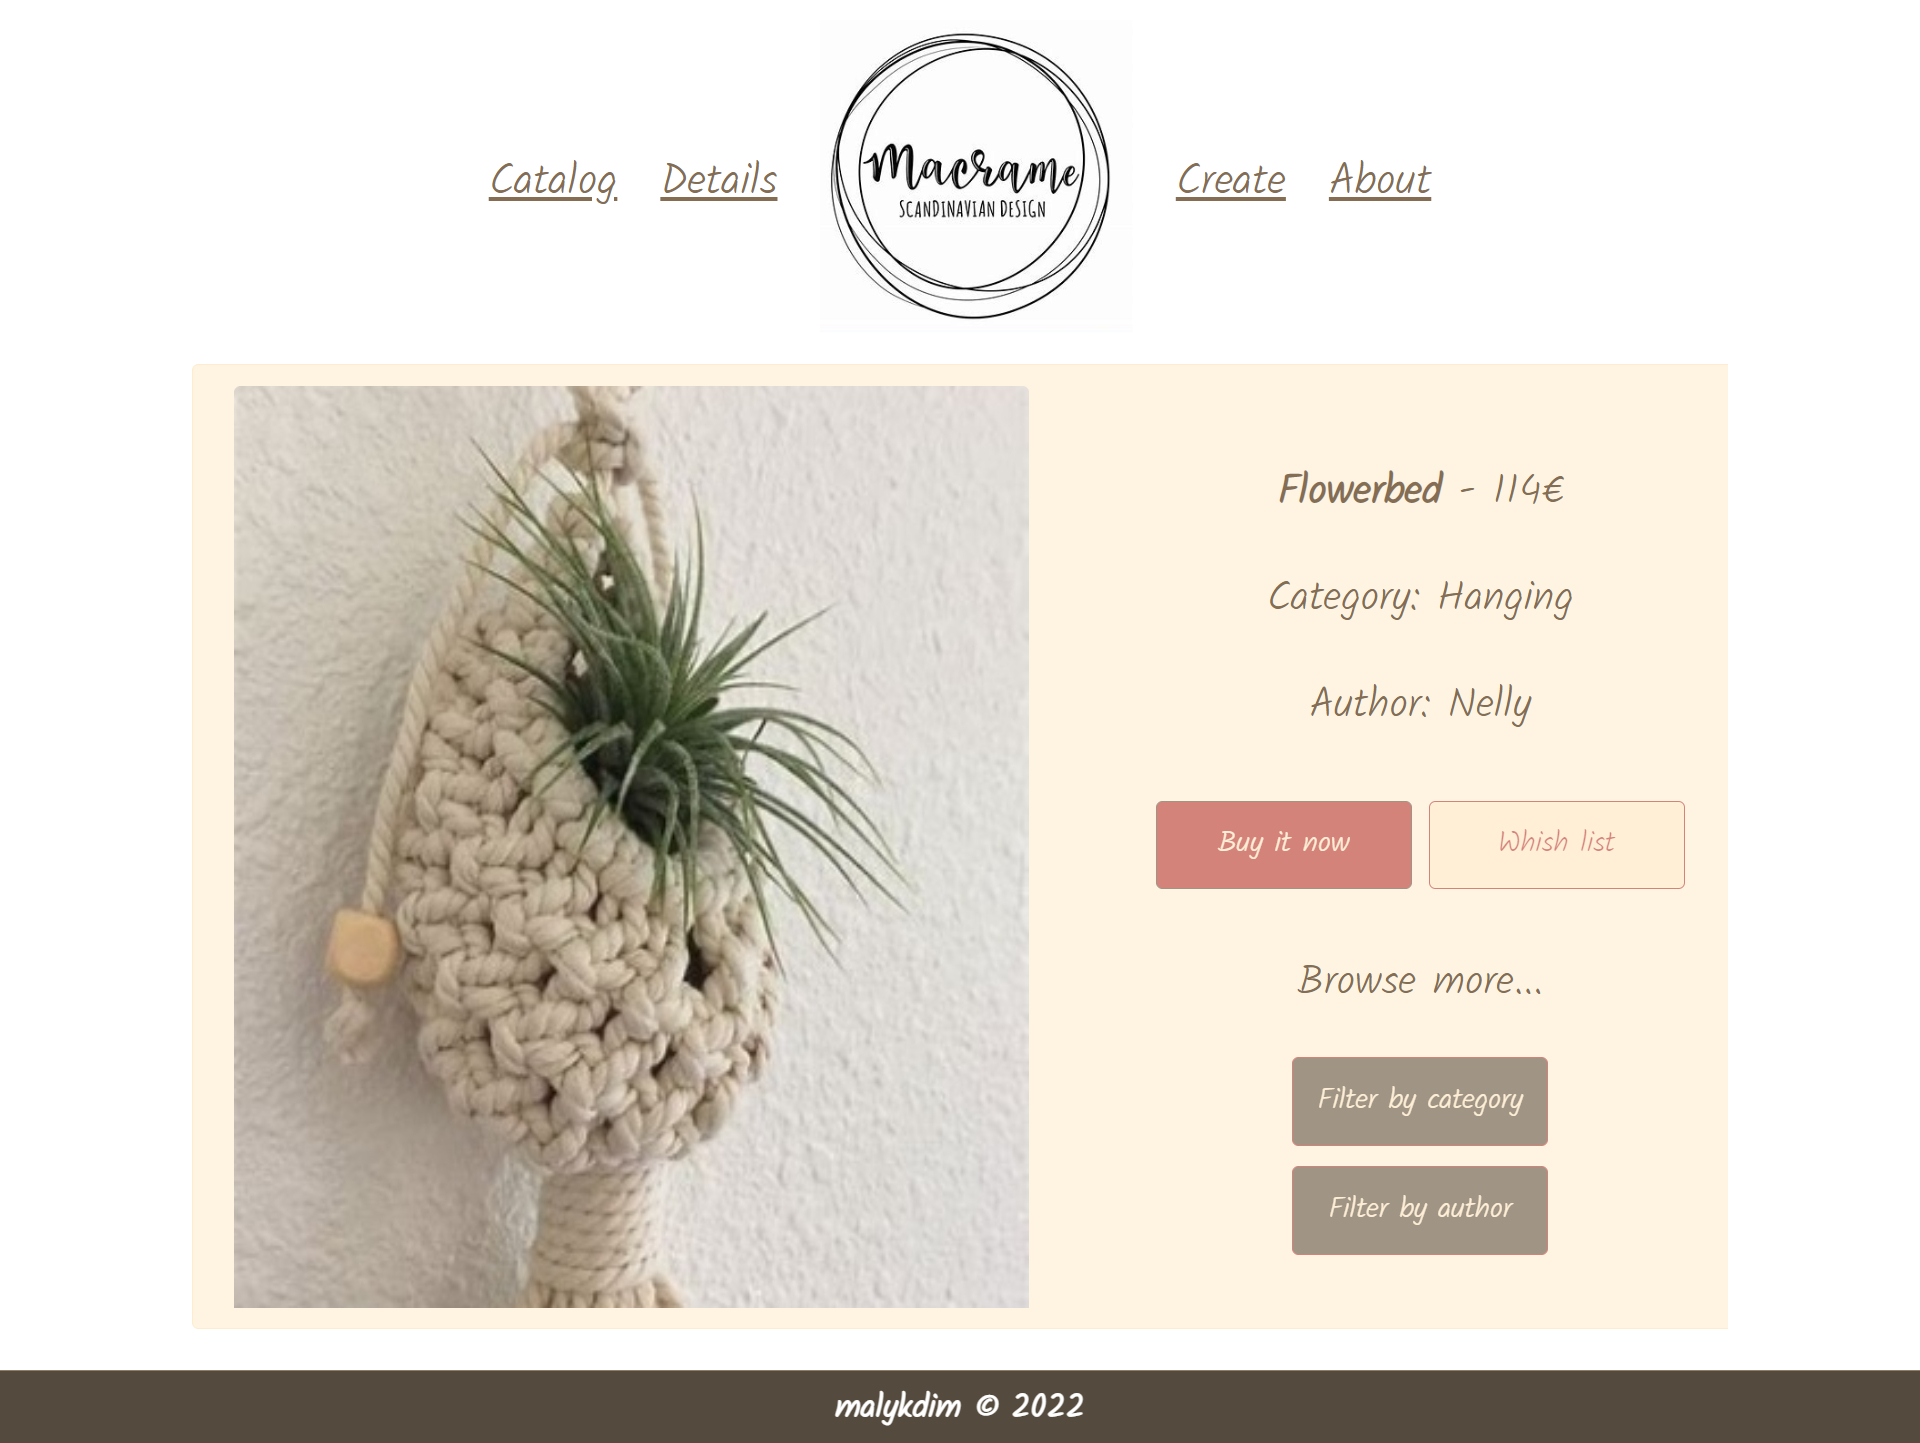 Catalog Details Create About
Macrame
SCANDINAVIAN DESIGN
Flowerbed - 114€
Category: Hanging
Author: Nelly
Buy it now
Whish list
Browse more...
Filter by category
Filter by author
malykdim © 2022